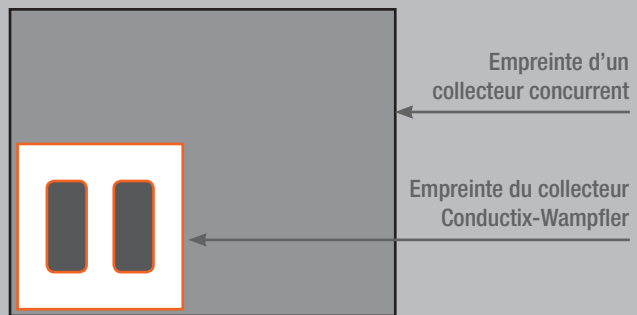 Empreinte d’un
collecteur concurrent
Empreinte du collecteur
Conductix-Wampfler